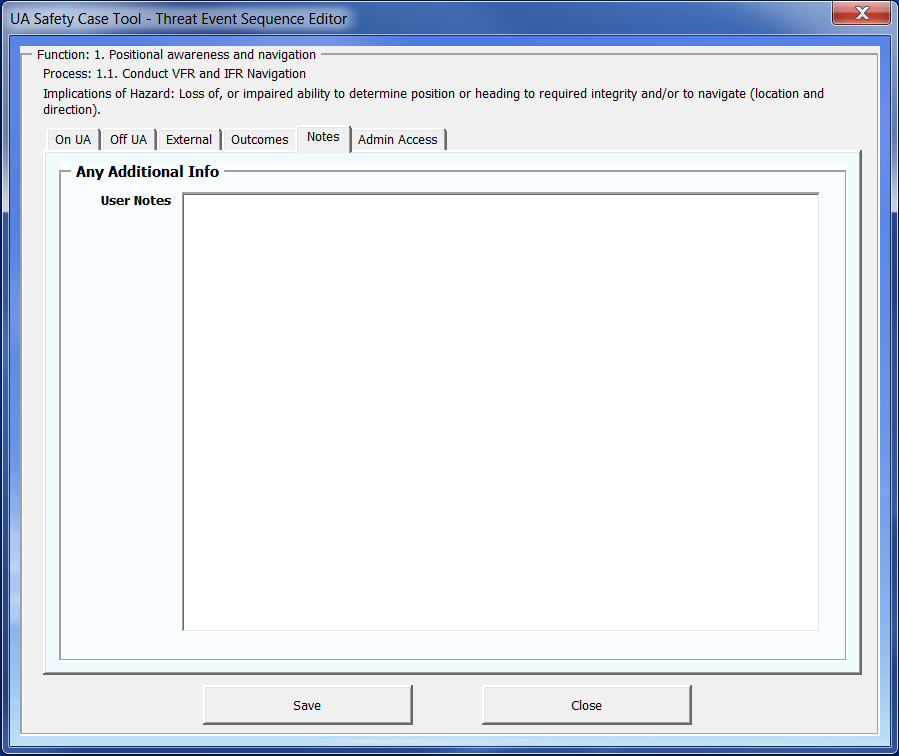 UA Safety Case Tool - Threat Event Sequence Editor
Function: 1. Positional awareness and navigation
Process: 1.1. Conduct VFR and IFR Navigation
Implications of Hazard: Loss of, or impaired ability to determine position or heading to required integrity and/or to navigate (location and
direction).
On UA Off UA External Outcomes Notes Admin Access
Any Additional Info
User Notes
Save Close